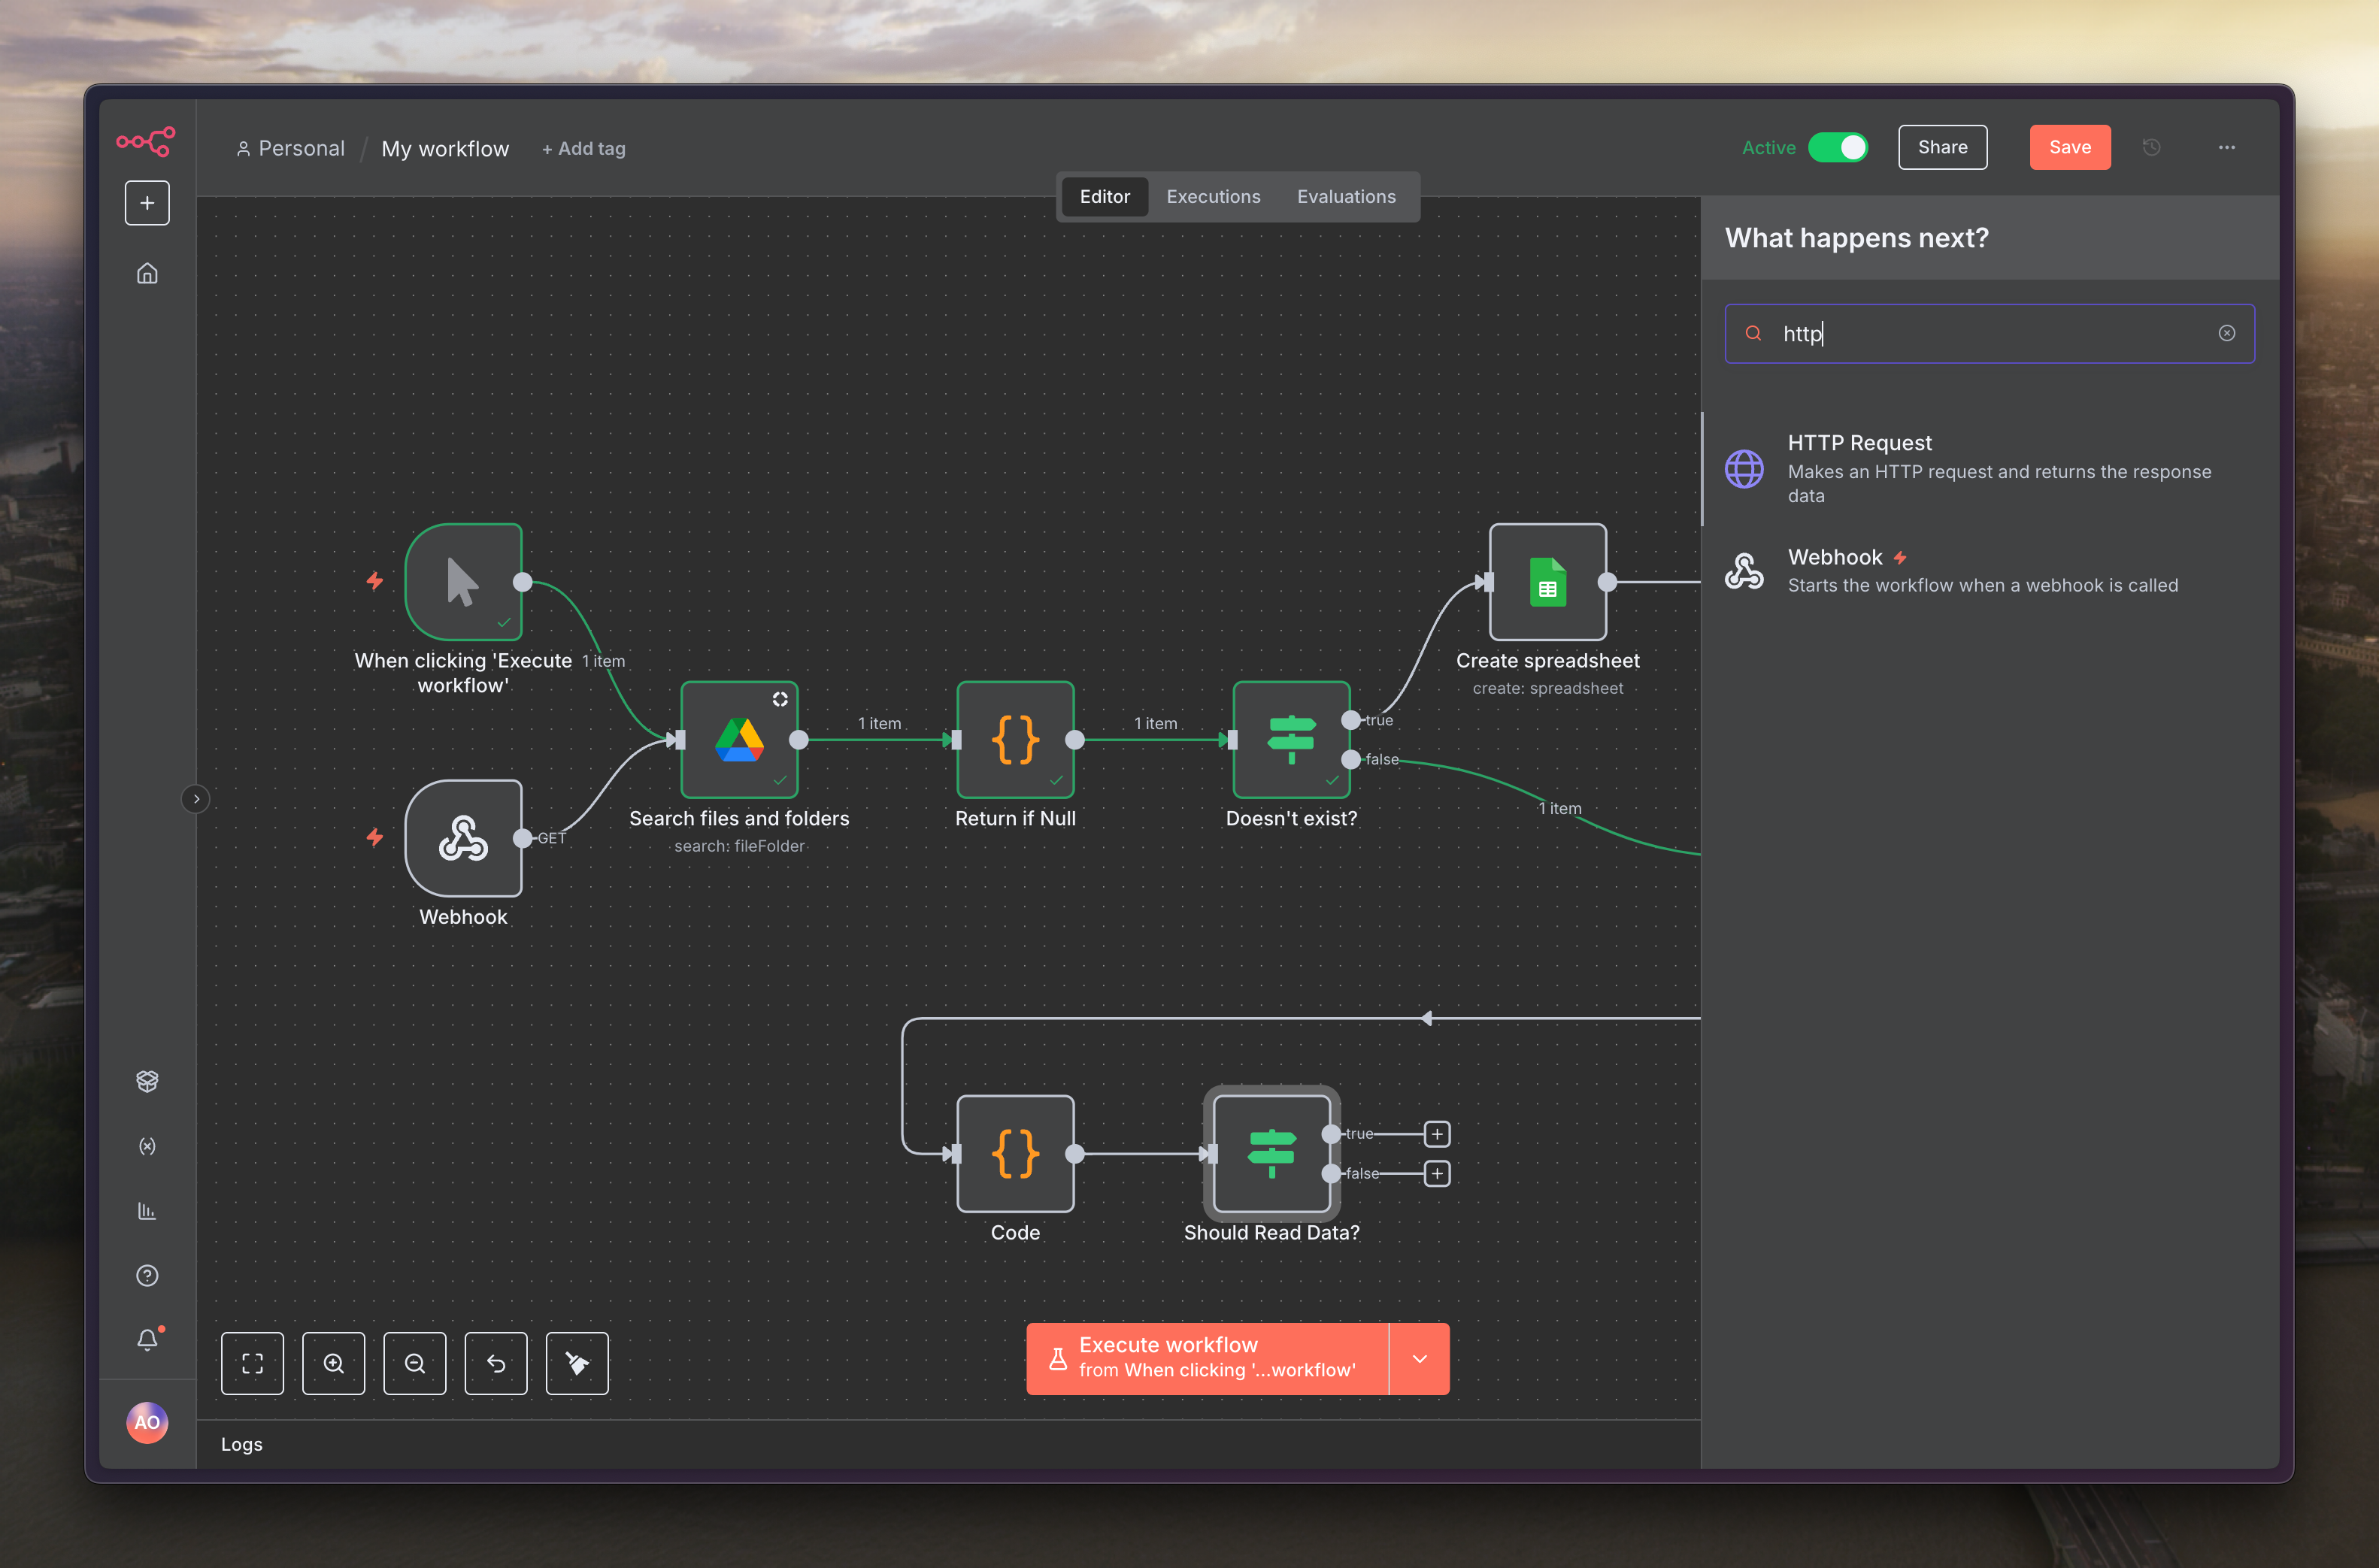 Personal / My workflow + Add tag
Active Share Save
Editor Executions Evaluations
What happens next?
http
HTTP Request
Makes an HTTP request and returns the response
data
Webhook
Starts the workflow when a webhook is called
When clicking 'Execute
workflow'
1 item
Create spreadsheet
create: spreadsheet
1 item
1 item
true
false
1 item
GET
Search files and folders
search: fileFolder
Return if Null
Doesn't exist?
Webhook
true
false
Code
Should Read Data?
Execute workflow
from When clicking '...workflow'
AO
Logs